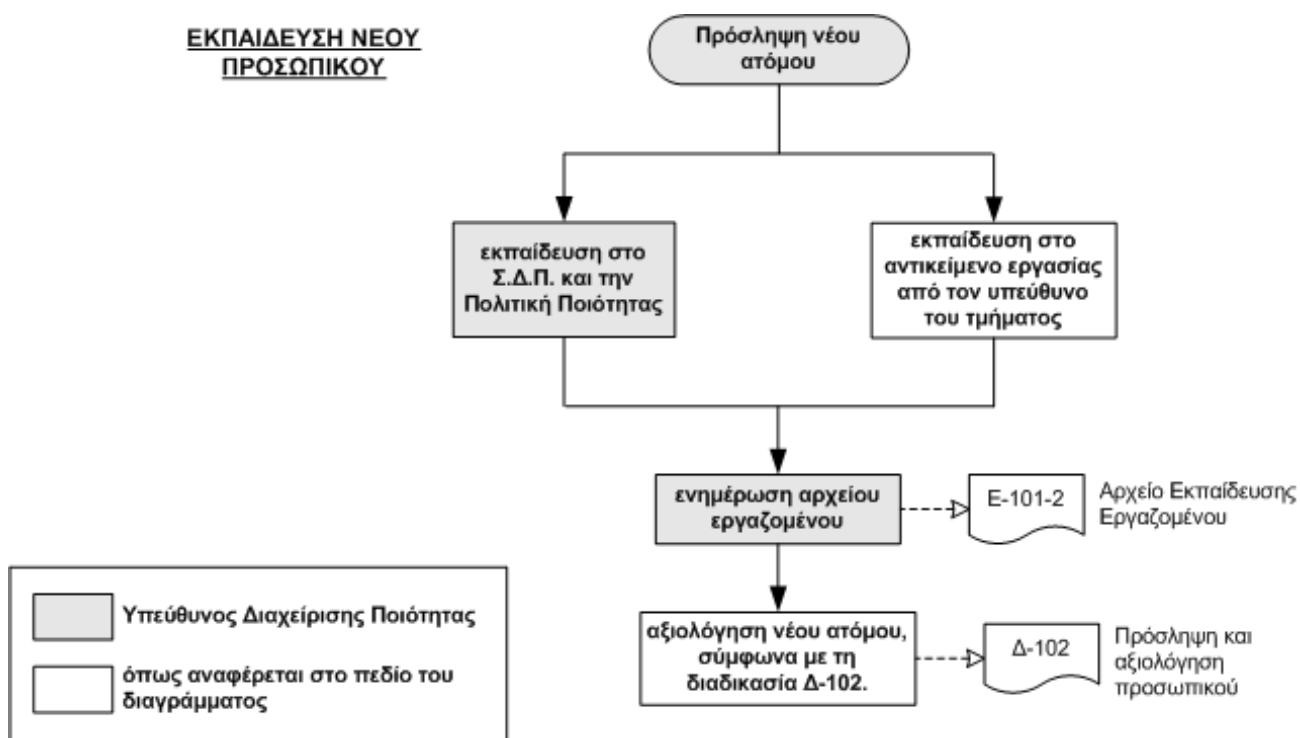 ΕΚΠΑΙΔΕΥΣΗ ΝΕΟΥ
ΠΡΟΣΩΠΙΚΟΥ
Πρόσληψη νέου
ατόμου
εκπαίδευση στο
Σ.Δ.Π. και την
Πολιτική Ποιότητας
εκπαίδευση στο
αντικείμενο εργασίας
από τον υπεύθυνο
του τμήματος
ενημέρωση αρχείου
εργαζομένου
Ε-101-2
Αρχείο Εκπαίδευσης
Εργαζομένου
αξιολόγηση νέου ατόμου,
σύμφωνα με τη
διαδικασία Δ-102.
Δ-102
Πρόσληψη και
αξιολόγηση
προσωπικού
Υπεύθυνος Διαχείρισης Ποιότητας
όπως αναφέρεται στο πεδίο του
διαγράμματος